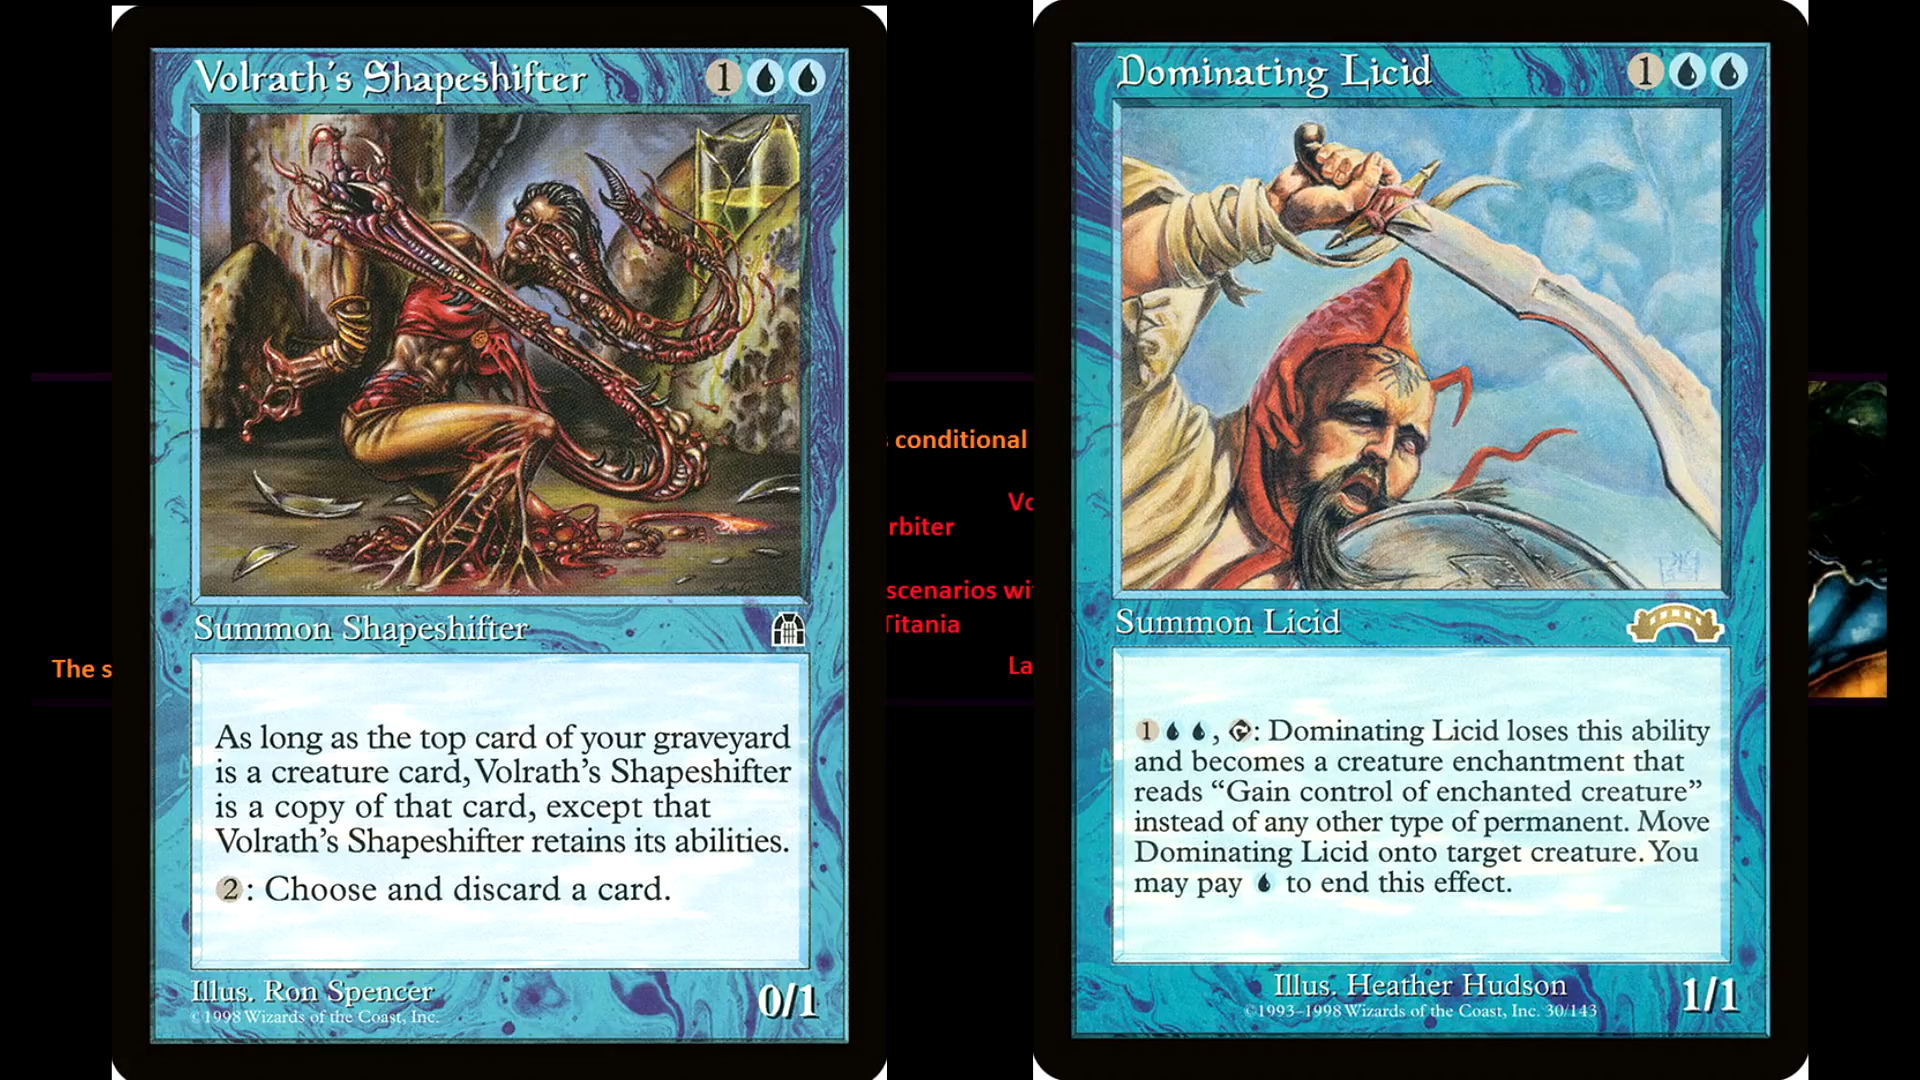 Volrath's Shapeshifter 1
Summon Shapeshifter
As long as the top card of your graveyard
is a creature card, Volrath's Shapeshifter
is a copy of that card, except that
Volrath's Shapeshifter retains its abilities.
2: Choose and discard a card.
Illus. Ron Spencer
©1998 Wizards of the Coast, Inc.
0/1
conditional
Vo
rbiter
scenarios wi
Titania
The s
La
Dominating Licid 1
Summon Licid
1, : Dominating Licid loses this ability
and becomes a creature enchantment that
reads “Gain control of enchanted creature”
instead of any other type of permanent. Move
Dominating Licid onto target creature. You
may pay to end this effect.
Illus. Heather Hudson
©1993–1998 Wizards of the Coast, Inc. 30/143
1/1